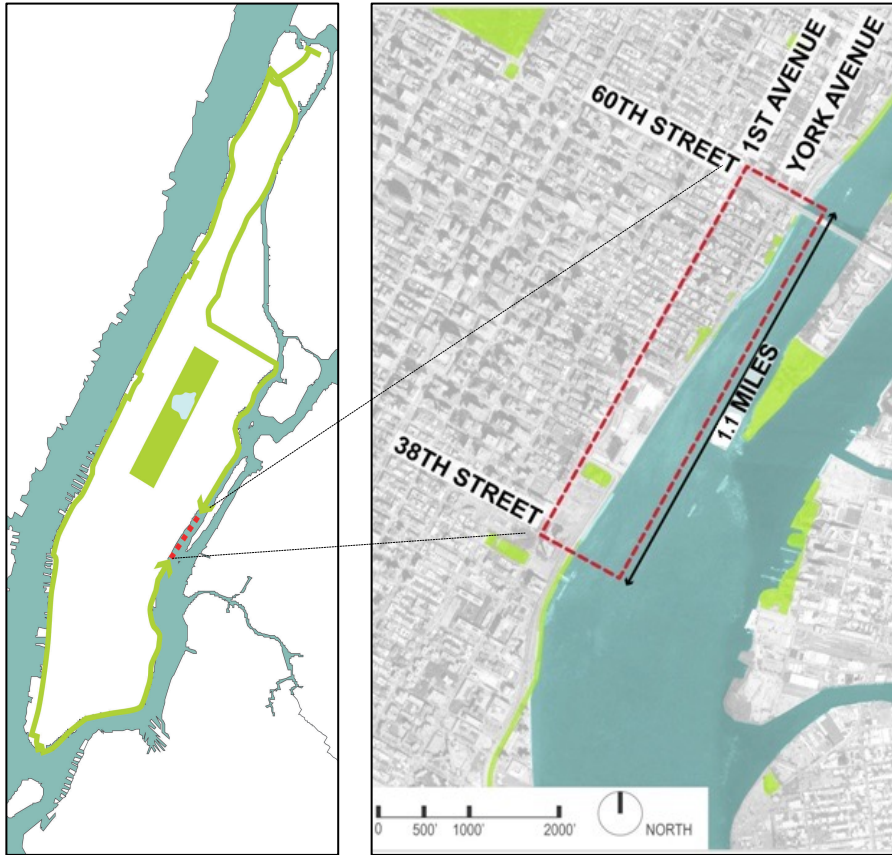 60TH STREET
1ST AVENUE
YORK AVENUE
38TH STREET
1.1 MILES
0 500' 1000' 2000'
NORTH